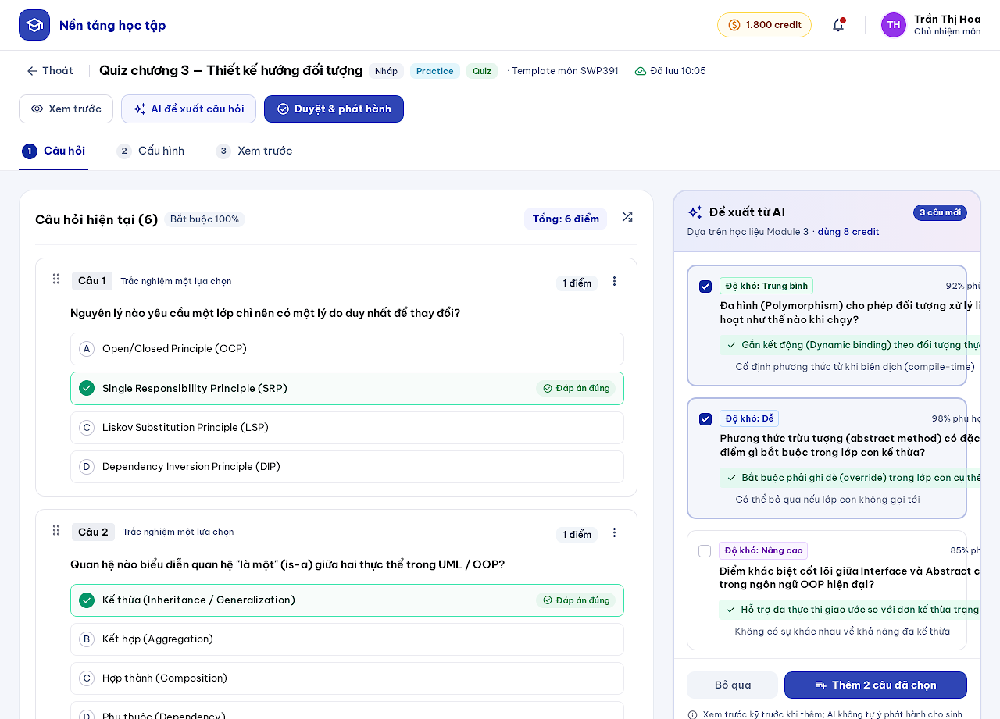 Nền tảng học tập
1.800 credit
TH
Trần Thị Hoa
Chủ nhiệm môn
Thoát
Quiz chương 3 — Thiết kế hướng đối tượng
Nháp
Practice
Quiz
· Template môn SWP391
Đã lưu 10:05
Xem trước
AI đề xuất câu hỏi
Duyệt & phát hành
1 Câu hỏi
2 Cấu hình
3 Xem trước
Câu hỏi hiện tại (6)
Bắt buộc 100%
Tổng: 6 điểm
Câu 1
Trắc nghiệm một lựa chọn
1 điểm
Nguyên lý nào yêu cầu một lớp chỉ nên có một lý do duy nhất để thay đổi?
A Open/Closed Principle (OCP)
Single Responsibility Principle (SRP)
Đáp án đúng
C Liskov Substitution Principle (LSP)
D Dependency Inversion Principle (DIP)
Câu 2
Trắc nghiệm một lựa chọn
1 điểm
Quan hệ nào biểu diễn quan hệ "là một" (is-a) giữa hai thực thể trong UML / OOP?
Kế thừa (Inheritance / Generalization)
Đáp án đúng
B Kết hợp (Aggregation)
C Hợp thành (Composition)
D Phụ thuộc (Dependency)
Đề xuất từ AI
3 câu mới
Dựa trên học liệu Module 3 · dùng 8 credit
Độ khó: Trung bình
92%
Đa hình (Polymorphism) cho phép đối tượng xử lý
hoạt như thế nào khi chạy?
Gắn kết động (Dynamic binding) theo đối tượng
Cố định phương thức từ khi biên dịch (compile-time)
Độ khó: Dễ
98% phù
Phương thức trừu tượng (abstract method) có đặc
điểm gì bắt buộc trong lớp con kế thừa?
Bắt buộc phải ghi đè (override) trong lớp con cụ
Có thể bỏ qua nếu lớp con không gọi tới
Độ khó: Nâng cao
85%
Điểm khác biệt cốt lõi giữa Interface và Abstract
trong ngôn ngữ OOP hiện đại?
Hỗ trợ đa thực thi giao ước so với đơn kế thừa trạng
Không có sự khác nhau về khả năng đa kế thừa
Bỏ qua
Thêm 2 câu đã chọn
Xem trước kỹ trước khi thêm; AI không tự ý phát hành cho sinh